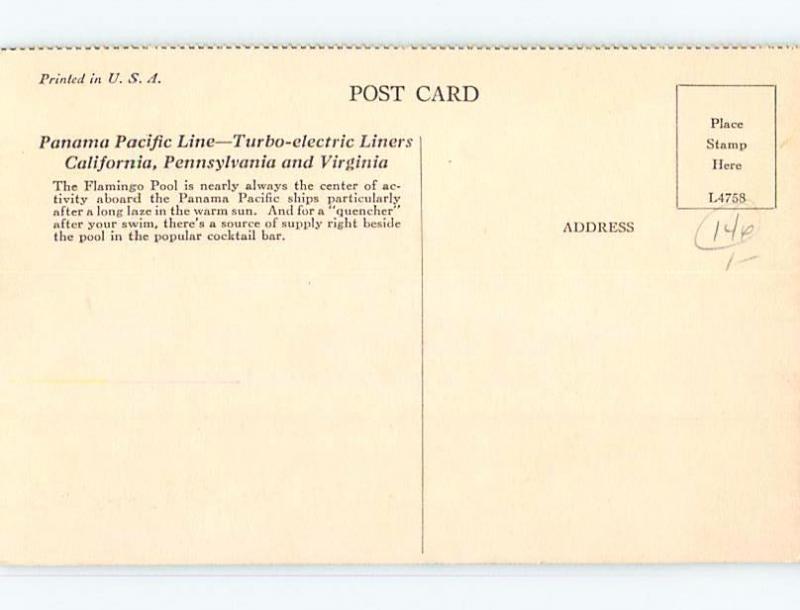 Printed in U. S. A.
POST CARD
Panama Pacific Line—Turbo-electric Liners
California, Pennsylvania and Virginia
The Flamingo Pool is nearly always the center of ac-
tivity aboard the Panama Pacific ships particularly
after a long laze in the warm sun. And for a "quencher"
after your swim, there's a source of supply right beside
the pool in the popular cocktail bar.
Place
Stamp
Here
L4758
ADDRESS
1-